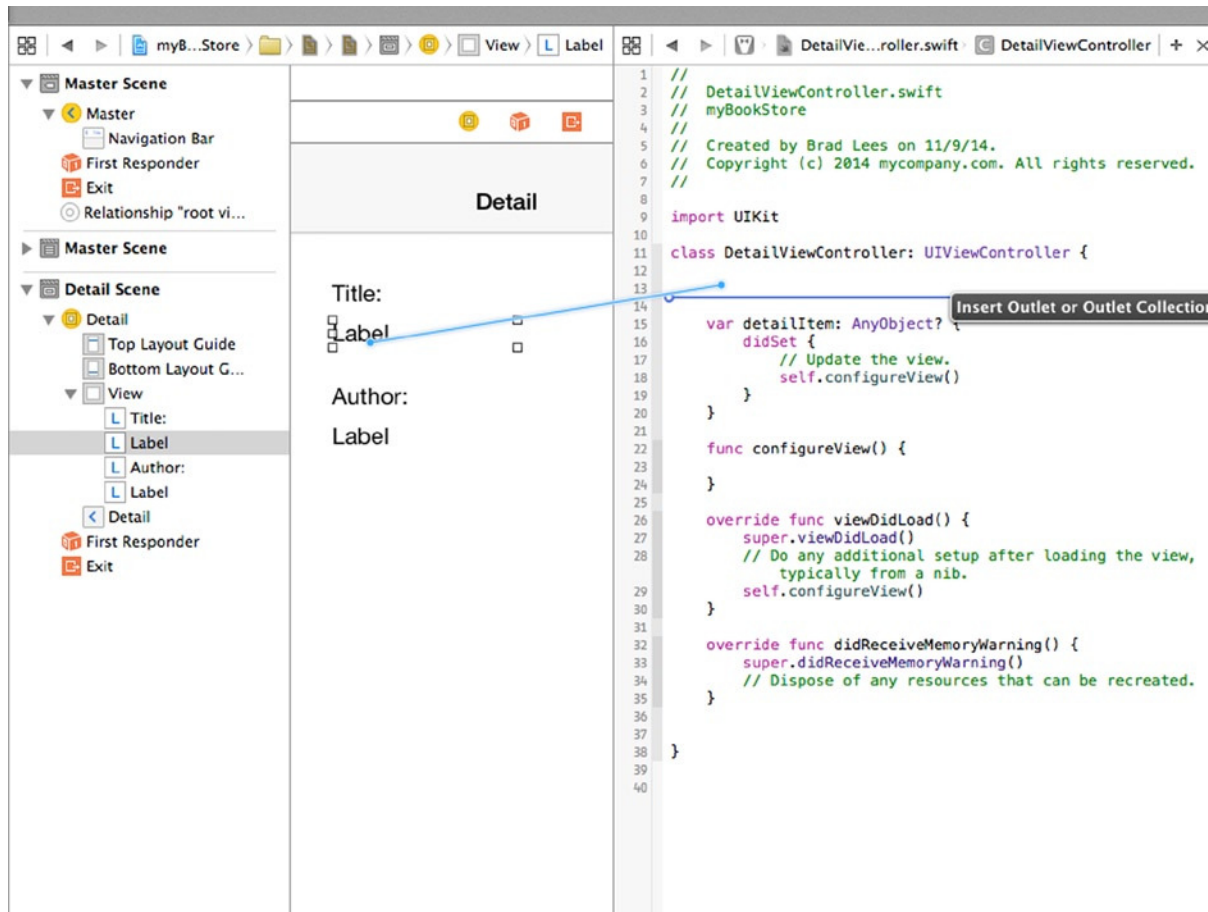 myB...Store View L Label
Master Scene
Master
Navigation Bar
First Responder
Exit
Relationship "root vi...
Master Scene
Detail Scene
Detail
Top Layout Guide
Bottom Layout G...
View
L Title:
L Label
L Author:
L Label
Detail
First Responder
Exit
Detail
Title:
Label
Author:
Label
DetailVie...roller.swift C DetailViewController
1 //
2 // DetailViewController.swift
3 // myBookStore
4 //
5 // Created by Brad Lees on 11/9/14.
6 // Copyright (c) 2014 mycompany.com. All rights reserved.
7 //
8
9 import UIKit
10
11 class DetailViewController: UIViewController {
12
13
14
Insert Outlet or Outlet Collection
15 var detailItem: AnyObject? {
16 didSet {
17 // Update the view.
18 self.configureView()
19 }
20 }
21
22 func configureView() {
23
24 }
25
26 override func viewDidLoad() {
27 super.viewDidLoad()
28 // Do any additional setup after loading the view,
typically from a nib.
29 self.configureView()
30 }
31
32 override func didReceiveMemoryWarning() {
33 super.didReceiveMemoryWarning()
34 // Dispose of any resources that can be recreated.
35 }
36
37
38 }
39
40